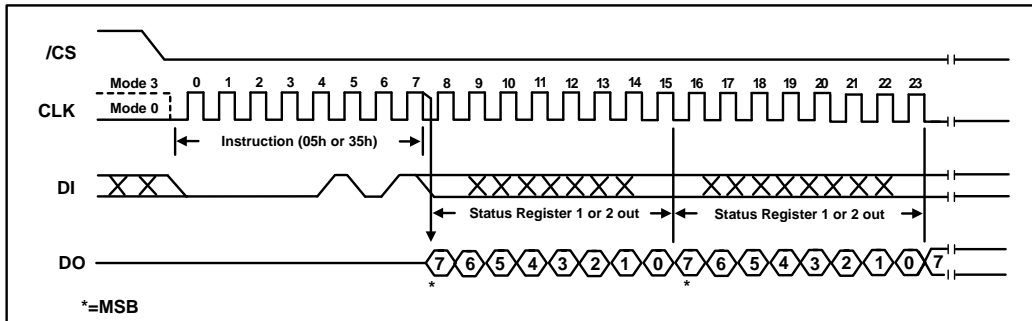 /CS
Mode 3
0 1 2 3 4 5 6 7 8 9 10 11 12 13 14 15 16 17 18 19 20 21 22 23
CLK
Mode 0
Instruction (05h or 35h)
DI
Status Register 1 or 2 out Status Register 1 or 2 out
DO
7 6 5 4 3 2 1 0 7 6 5 4 3 2 1 0 7
* *
*=MSB